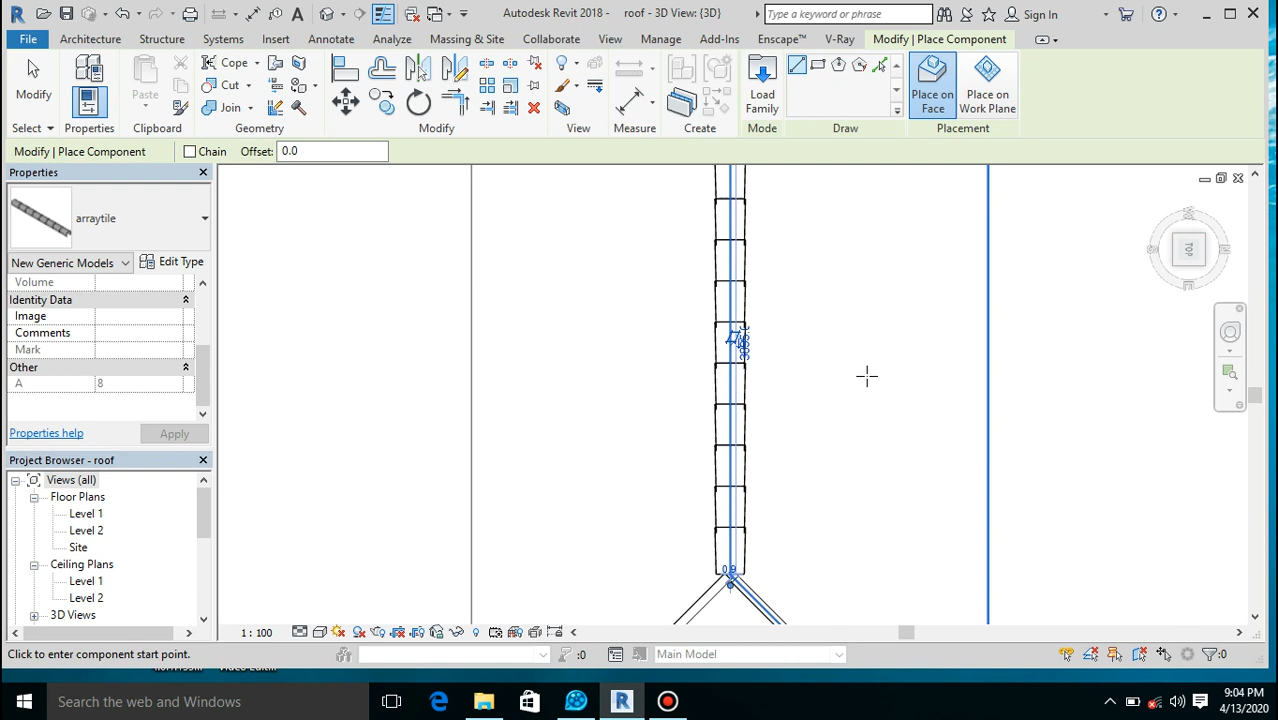 Autodesk Revit 2018 - roof - 3D View: {3D}
Type a keyword or phrase
Sign In
File Architecture Structure Systems Insert Annotate Analyze Massing & Site Collaborate View Manage Add-Ins Enscape™ V-Ray Modify | Place Component
Modify
Paste
Cope
Cut
Join
Load Family
Place on Face
Place on Work Plane
Select Properties Clipboard Geometry Modify View Measure Create Mode Draw Placement
Modify | Place Component Chain Offset: 0.0
Properties
arraytile
New Generic Models Edit Type
Volume
Identity Data
Image
Comments
Mark
Other
A 8
Properties help Apply
Project Browser - roof
Views (all)
Floor Plans
Level 1
Level 2
Site
Ceiling Plans
Level 1
Level 2
3D Views
TOP
0.9
1 : 100
Click to enter component start point.
:0
Main Model
:0
Search the web and Windows
9:04 PM
4/13/2020